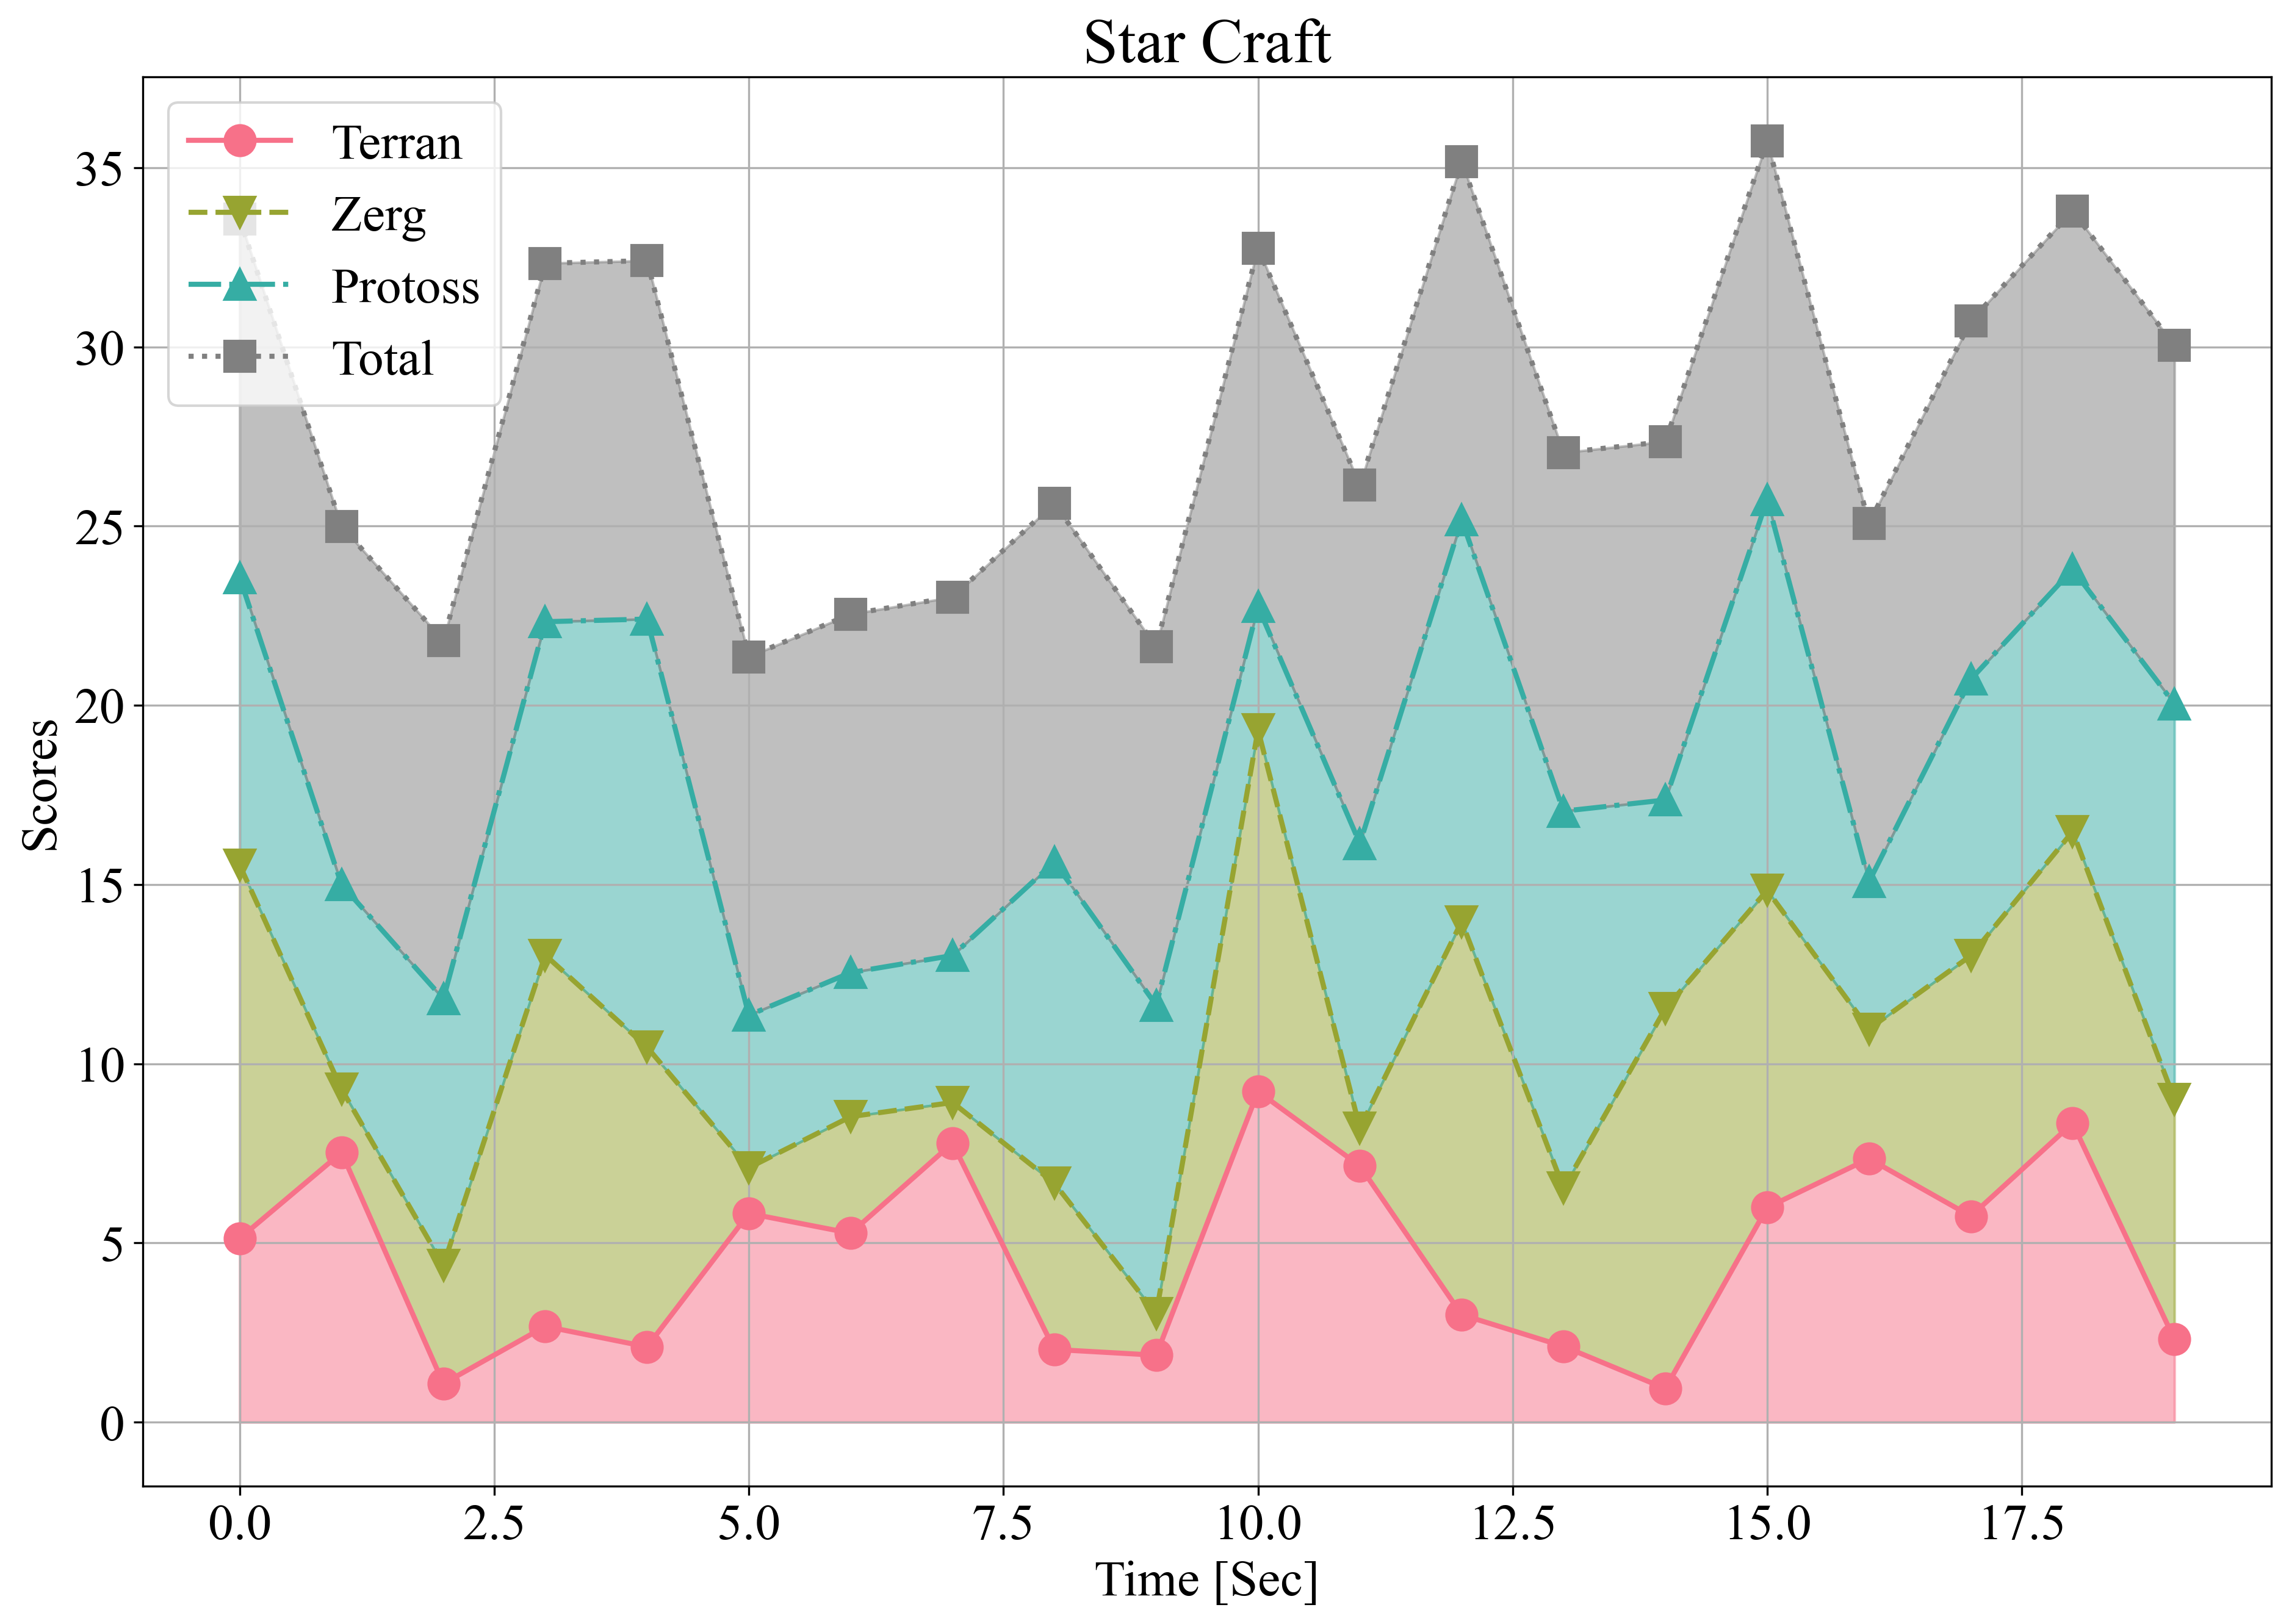 Star Craft
Terran
Zerg
Protoss
Total
Scores
35
30
25
20
15
10
5
0
0.0 2.5 5.0 7.5 10.0 12.5 15.0 17.5
Time [Sec]